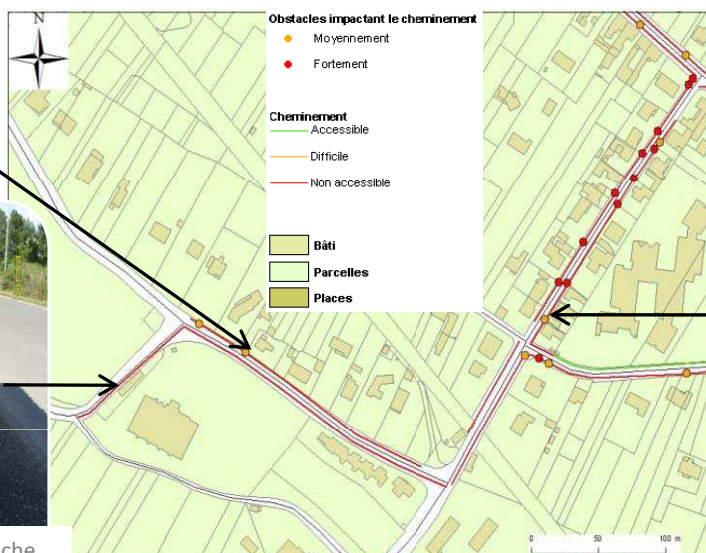 N
Obstacles impactant le cheminement
Moyennement
Fortement
Cheminement
Accessible
Difficile
Non accessible
Bâti
Parcelles
Places
0 50 100 m
che